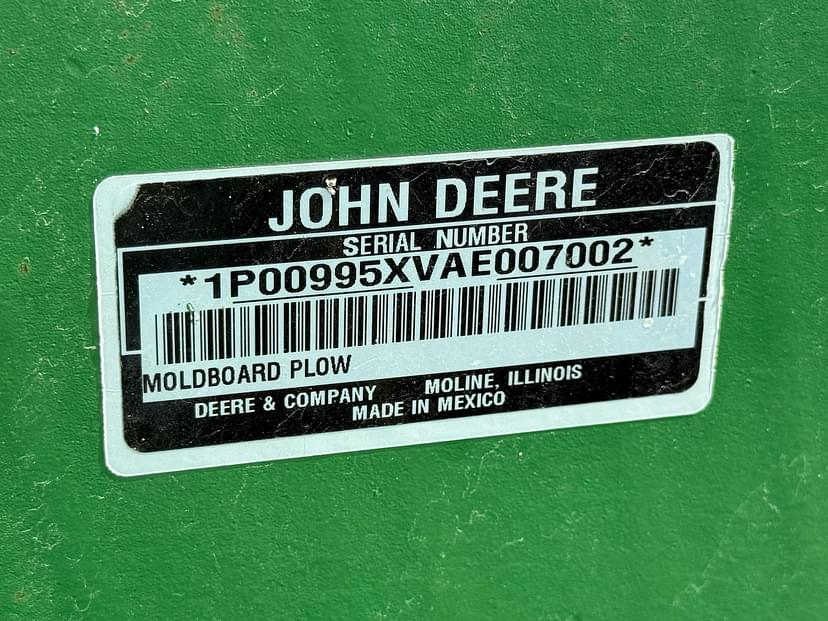 JOHN DEERE
SERIAL NUMBER
*1P00995XVAE007002*
MOLDBOARD PLOW
DEERE & COMPANY MOLINE, ILLINOIS
MADE IN MEXICO